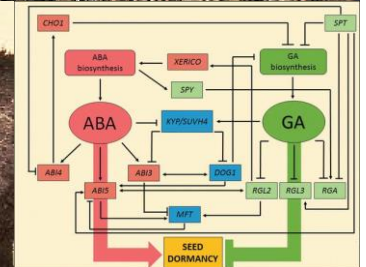 CHO1
SPT
ABA
biosynthesis
XERICO
GA
biosynthesis
SPY
ABA
KYP/SUVH4
GA
ABI4
ABI3
DOG1
ABI5
RGL2
RGL3
RGA
MFT
SEED
DORMANCY